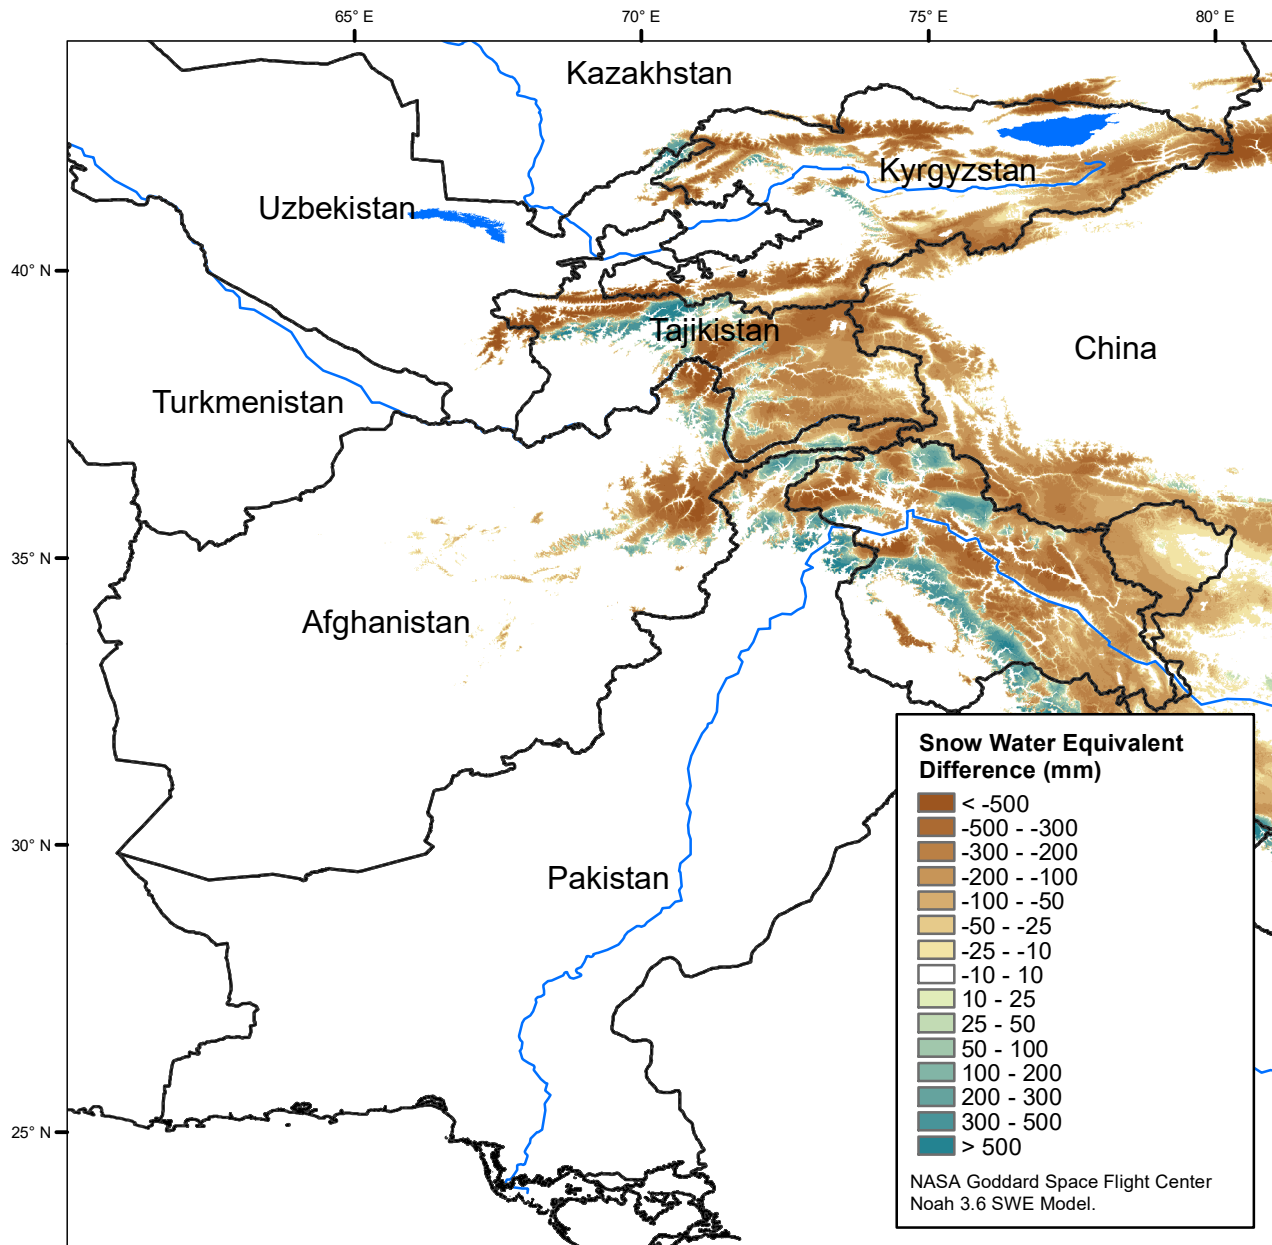 65° E
70° E
75° E
80° E
Kazakhstan
Kyrgyzstan
Uzbekistan
40° N
Tajikistan
China
Turkmenistan
35° N
Afghanistan
30° N
Pakistan
25° N
Snow Water Equivalent
Difference (mm)
< -500
-500 - -300
-300 - -200
-200 - -100
-100 - -50
-50 - -25
-25 - -10
-10 - 10
10 - 25
25 - 50
50 - 100
100 - 200
200 - 300
300 - 500
> 500
NASA Goddard Space Flight Center
Noah 3.6 SWE Model.